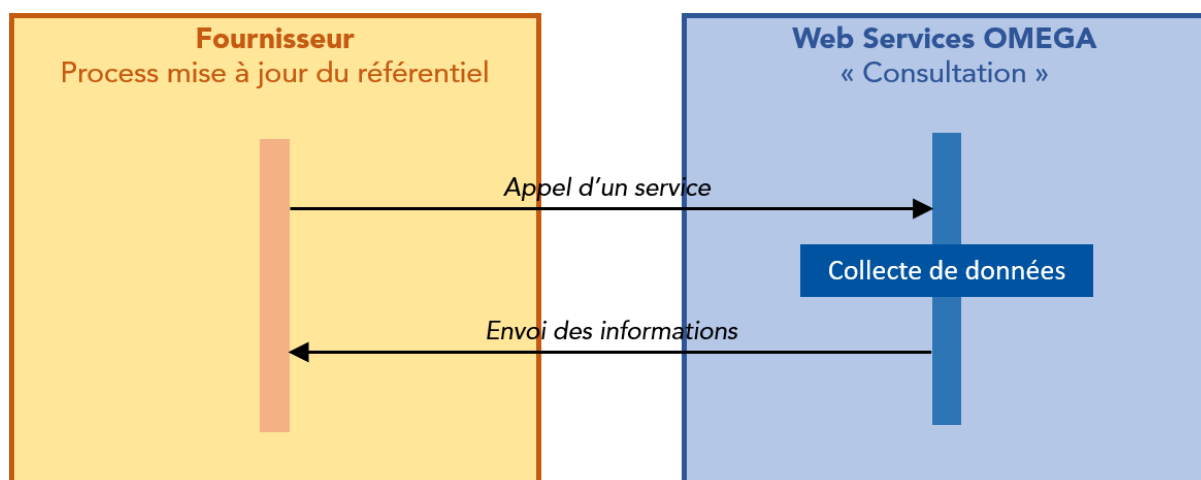 Fournisseur
Process mise à jour du référentiel
Web Services OMEGA
« Consultation »
Appel d'un service
Collecte de données
Envoi des informations